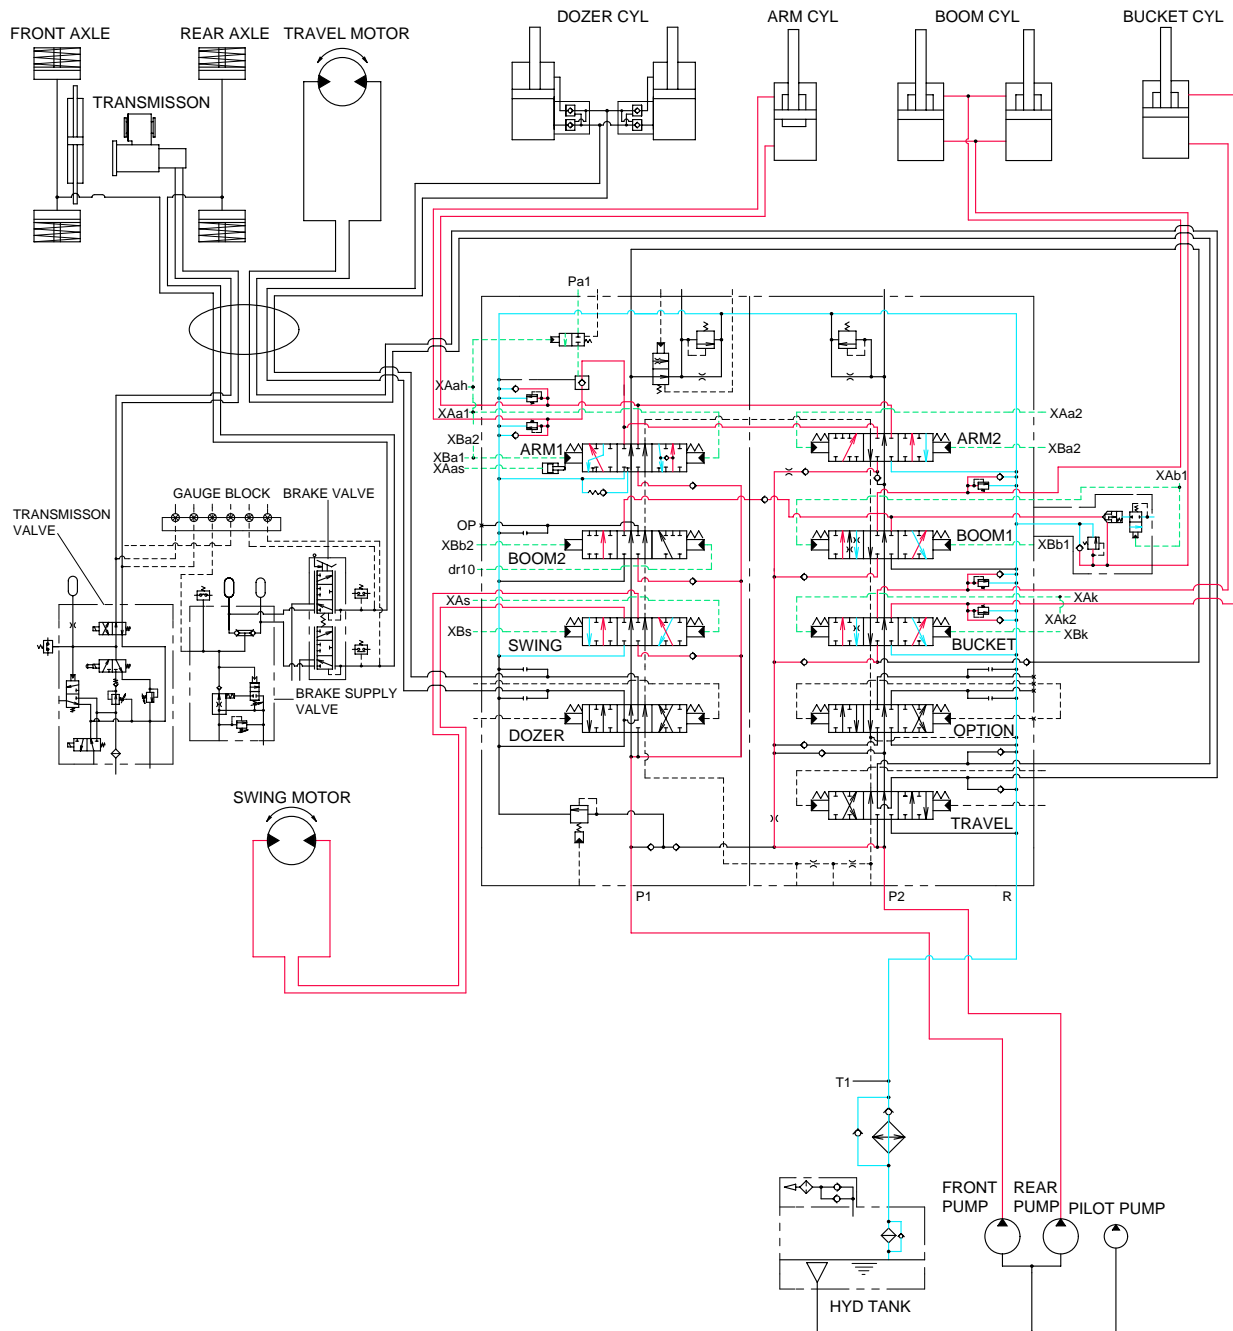 DOZER CYL
ARM CYL
BOOM CYL
BUCKET CYL
FRONT AXLE
REAR AXLE
TRAVEL MOTOR
TRANSMISSON
Pa1
XAah
XAa1
XAa2
XBa2
XBa1
ARM1
ARM2
XBa2
XAas
XAb1
GAUGE BLOCK
BRAKE VALVE
TRANSMISSON
VALVE
OP
XBb2
BOOM2
BOOM1
XBb1
dr10
XAs
XAk
XAk2
XBs
SWING
BUCKET
XBk
BRAKE SUPPLY
VALVE
DOZER
OPTION
SWING MOTOR
TRAVEL
P1
P2
R
T1
FRONT
PUMP
REAR
PUMP
PILOT PUMP
HYD TANK